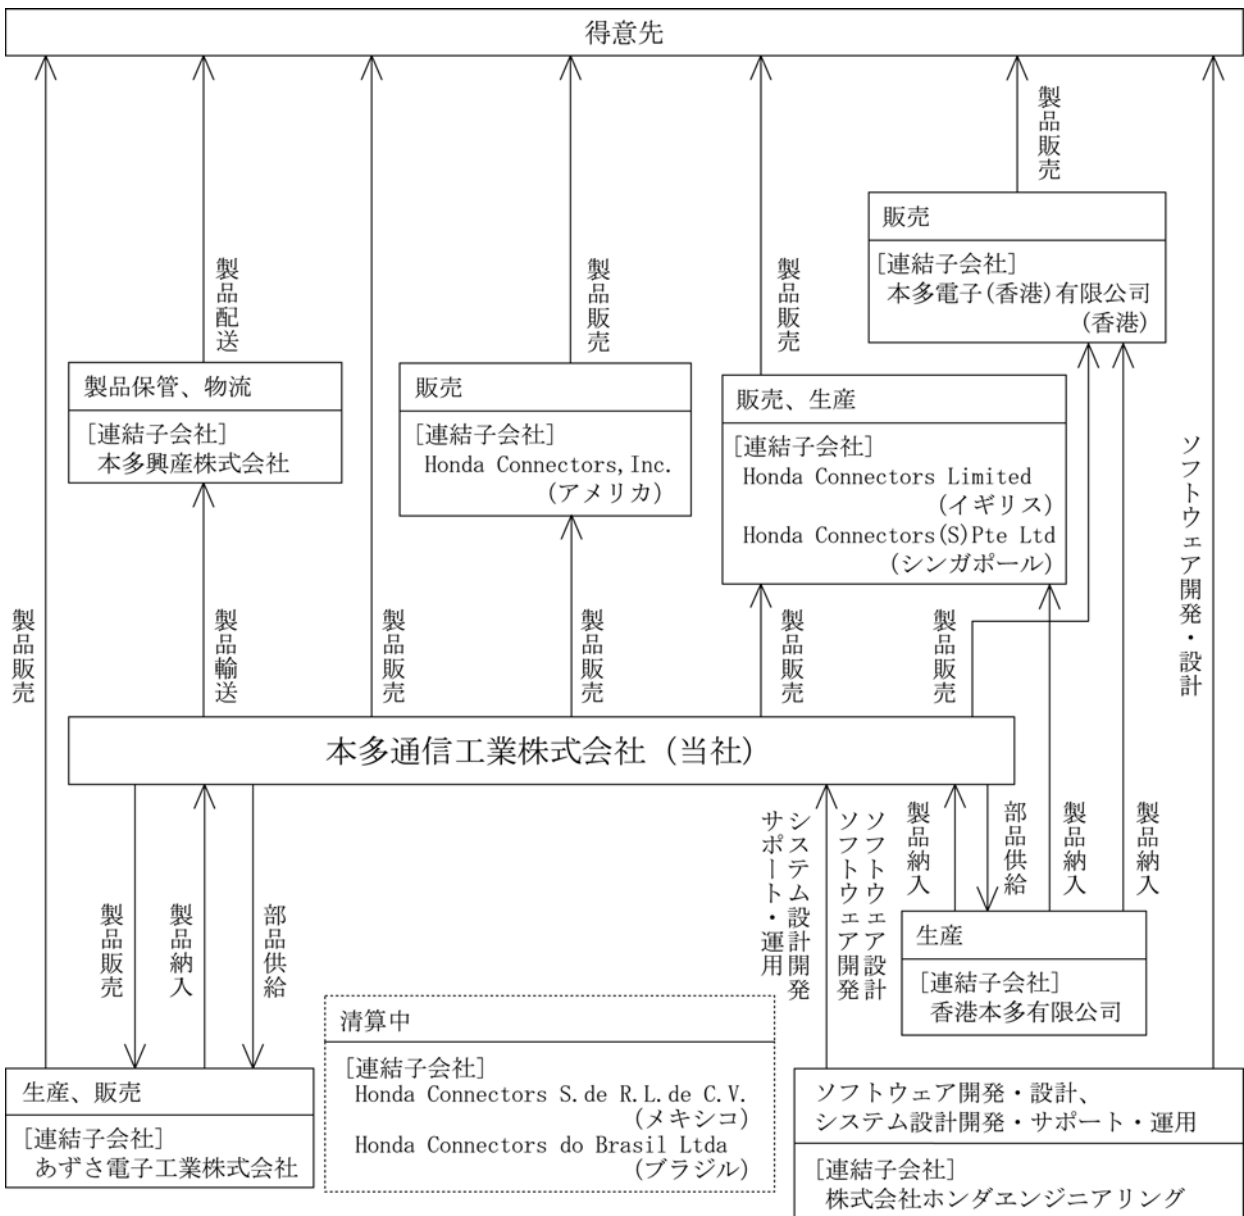 得意先
製品販売
販売
[連結子会社]
本多電子(香港)有限公司
(香港)
製品配送
製品販売
製品販売
製品保管、物流
[連結子会社]
本多興産株式会社
販売
[連結子会社]
Honda Connectors,Inc.
(アメリカ)
販売、生産
[連結子会社]
Honda Connectors Limited
(イギリス)
Honda Connectors(S)Pte Ltd
(シンガポール)
ソフトウェア開発・設計
製品販売
製品輸送
製品販売
製品販売
製品販売
製品販売
本多通信工業株式会社（当社）
製品販売
製品納入
部品供給
ソフトウェア設計
ソフトウェア開発
システム設計開発
サポート・運用
製品納入
部品供給
製品納入
製品納入
生産
[連結子会社]
香港本多有限公司
清算中
[連結子会社]
Honda Connectors S.de R.L.de C.V.
(メキシコ)
Honda Connectors do Brasil Ltda
(ブラジル)
生産、販売
[連結子会社]
あずさ電子工業株式会社
ソフトウェア開発・設計、
システム設計開発・サポート・運用
[連結子会社]
株式会社ホンダエンジニアリング